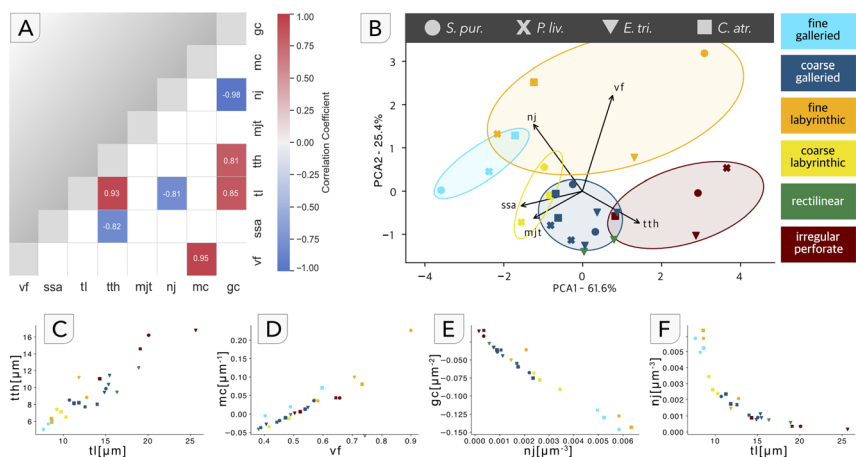 A
gc
mc
nj
mjt
tth
tl
ssa
vf
-0.98
0.81
0.93
-0.81
0.85
-0.82
0.95
vf ssa tl tth mjt nj mc gc
1.00
0.75
0.50
0.25
0.00
−0.25
−0.50
−0.75
−1.00
Correlation Coefficient
B
S. pur. P. liv. E. tri. C. atr.
PCA2 - 25.4%
3
2
1
0
−1
vf
nj
ssa
mjt
tth
−4 −2 0 2 4
PCA1 - 61.6%
fine
galleried
coarse
galleried
fine
labyrinthic
coarse
labyrinthic
rectilinear
irregular
perforate
C
tth[μm]
16
14
12
10
8
6
10 15 20 25
tl[μm]
D
mc[μm⁻¹]
0.20
0.15
0.10
0.05
0.00
−0.05
0.4 0.5 0.6 0.7 0.8 0.9
vf
E
gc[μm⁻²]
−0.025
−0.050
−0.075
−0.100
−0.125
−0.150
0.000 0.001 0.002 0.003 0.004 0.005 0.006
nj[μm⁻³]
F
nj[μm⁻³]
0.005
0.004
0.003
0.002
0.001
0.000
10 15 20 25
tl[μm]